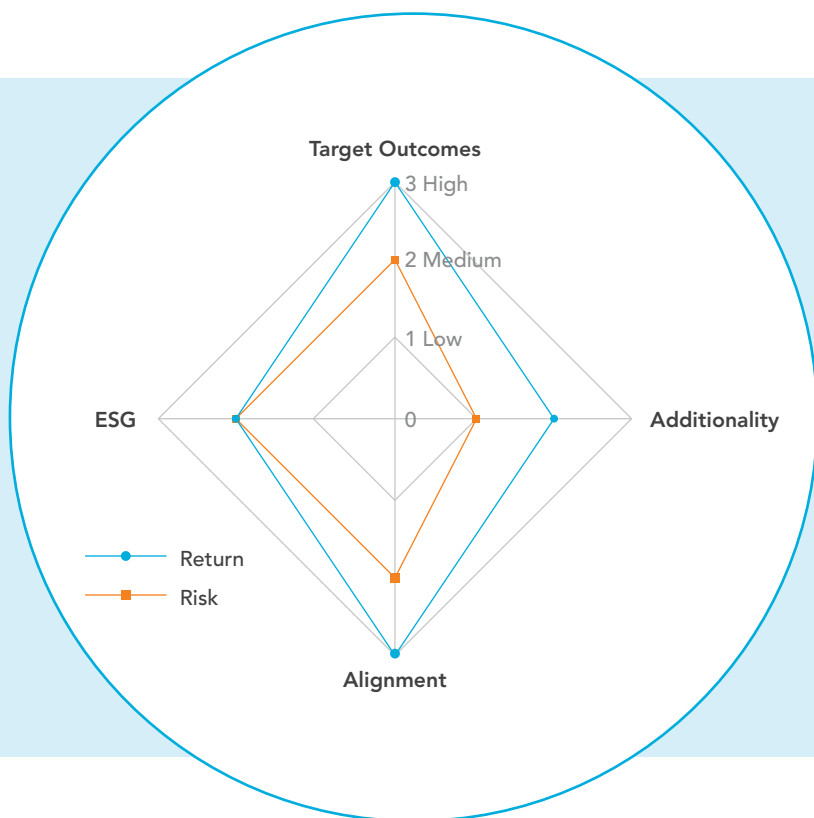 Target Outcomes
3 High
2 Medium
1 Low
ESG
0
Additionality
Return
Risk
Alignment